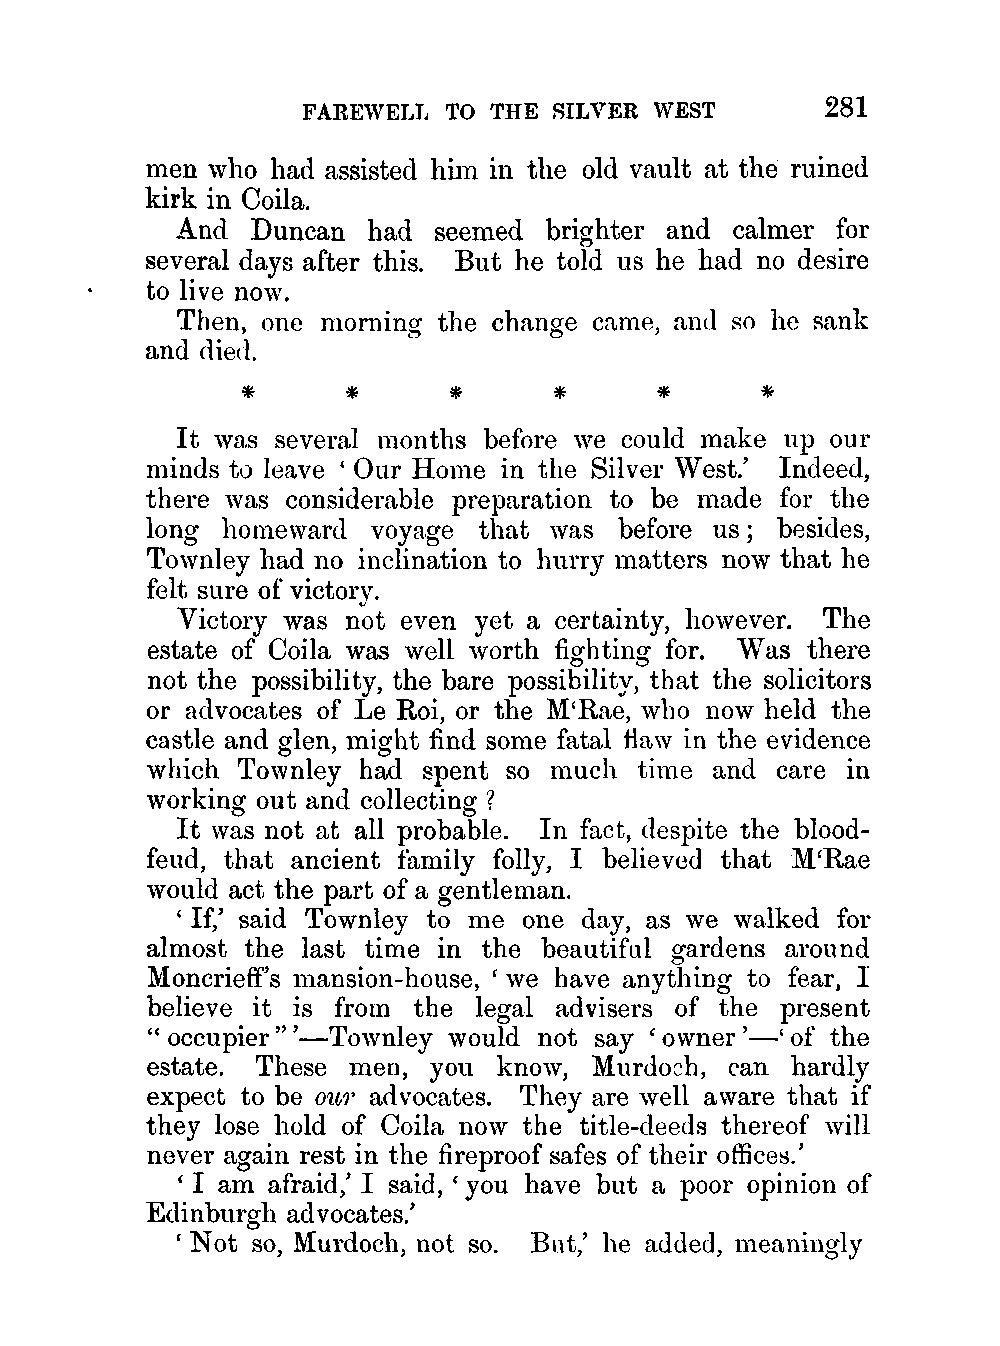 FAREWELL TO THE SILVER WEST 281
men who had assisted him in the old vault at the ruined
kirk in Coila.
And Duncan had seemed brighter and calmer for
several days after this. But he told us he had no desire
to live now.
Then, one morning the change came, and so he sank
and died.
* * * * * *
It was several months before we could make up our
minds to leave ‘ Our Home in the Silver West.’ Indeed,
there was considerable preparation to be made for the
long homeward voyage that was before us; besides,
Townley had no inclination to hurry matters now that he
felt sure of victory.
Victory was not even yet a certainty, however. The
estate of Coila was well worth fighting for. Was there
not the possibility, the bare possibility, that the solicitors
or advocates of Le Roi, or the M‘Rae, who now held the
castle and glen, might find some fatal flaw in the evidence
which Townley had spent so much time and care in
working out and collecting ?
It was not at all probable. In fact, despite the blood-
feud, that ancient family folly, I believed that M‘Rae
would act the part of a gentleman.
‘ If,’ said Townley to me one day, as we walked for
almost the last time in the beautiful gardens around
Moncrieff’s mansion-house, ‘ we have anything to fear, I
believe it is from the legal advisers of the present
“ occupier ” ’—Townley would not say ‘ owner ’—‘ of the
estate. These men, you know, Murdoch, can hardly
expect to be our advocates. They are well aware that if
they lose hold of Coila now the title-deeds thereof will
never again rest in the fireproof safes of their offices.’
‘ I am afraid,’ I said, ‘ you have but a poor opinion of
Edinburgh advocates.’
‘ Not so, Murdoch, not so. But,’ he added, meaningly